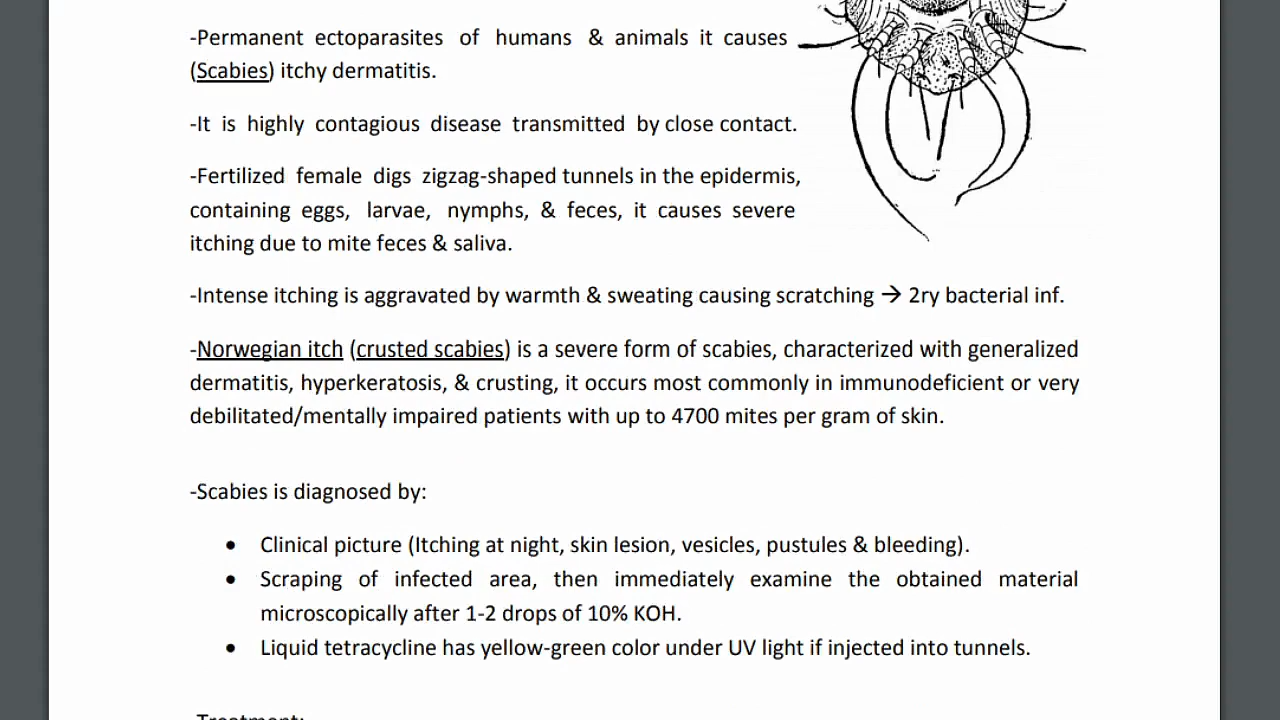 -Permanent ectoparasites of humans & animals it causes
(Scabies) itchy dermatitis.
-It is highly contagious disease transmitted by close contact.
-Fertilized female digs zigzag-shaped tunnels in the epidermis,
containing eggs, larvae, nymphs, & feces, it causes severe
itching due to mite feces & saliva.
-Intense itching is aggravated by warmth & sweating causing scratching → 2ry bacterial inf.
-Norwegian itch (crusted scabies) is a severe form of scabies, characterized with generalized
dermatitis, hyperkeratosis, & crusting, it occurs most commonly in immunodeficient or very
debilitated/mentally impaired patients with up to 4700 mites per gram of skin.
-Scabies is diagnosed by:
• Clinical picture (Itching at night, skin lesion, vesicles, pustules & bleeding).
• Scraping of infected area, then immediately examine the obtained material
microscopically after 1-2 drops of 10% KOH.
• Liquid tetracycline has yellow-green color under UV light if injected into tunnels.
-Treatment: